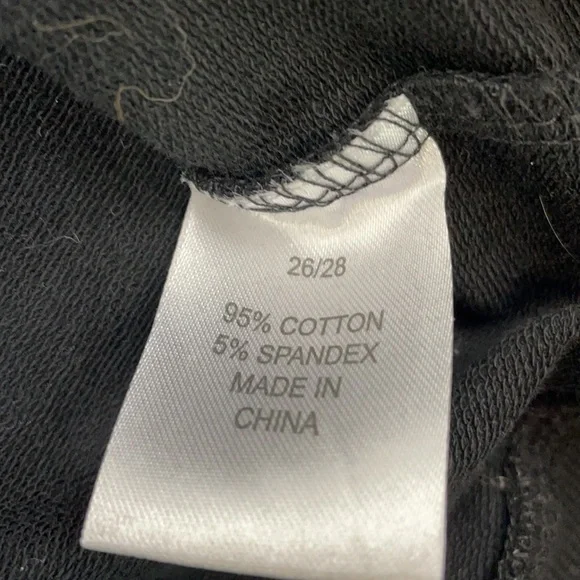 26/28
95% COTTON
5% SPANDEX
MADE IN
CHINA